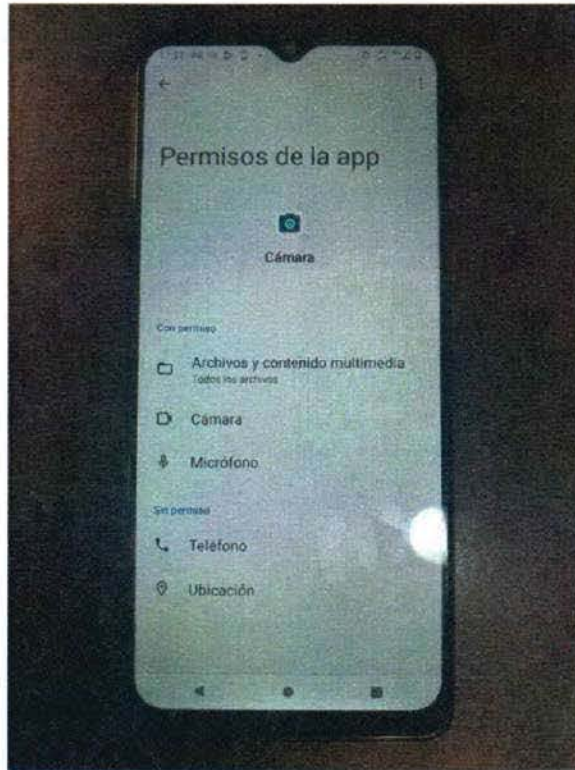 Permisos de la app
Cámara
Con permiso
Archivos y contenido multimedia
Todos los archivos
Cámara
Micrófono
Sin permiso
Teléfono
Ubicación